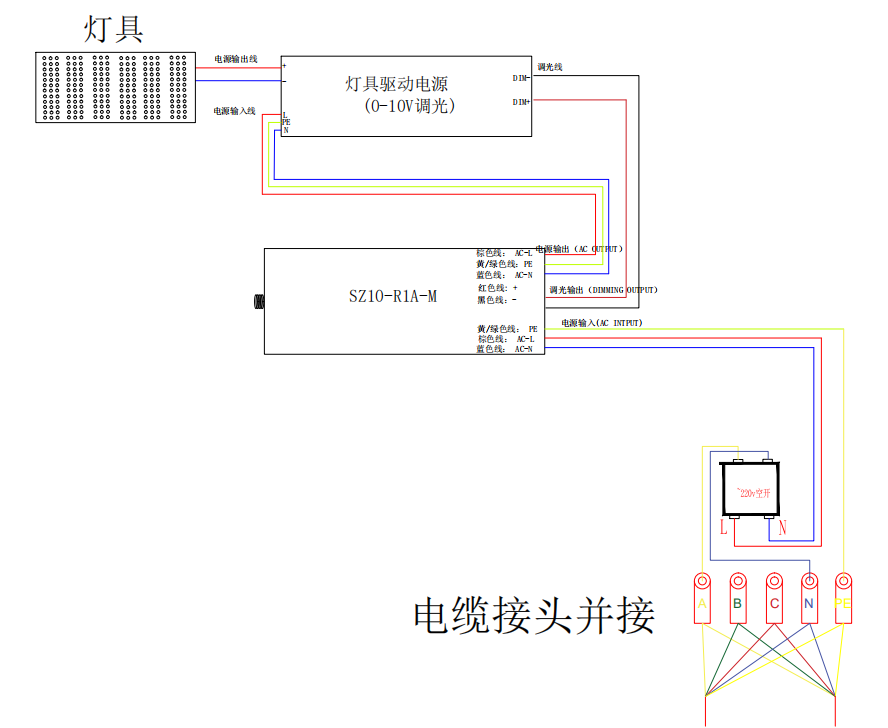 灯具
电源输出线
+
-
灯具驱动电源
(0-10V调光)
调光线
DIM-
DIM+
电源输入线
L
PE
N
电源输出(AC OUTPUT)
棕色线: AC-L
黄/绿色线: PE
蓝色线: AC-N
红色线: +
黑色线: -
调光输出(DIMMING OUTPUT)
SZ10-R1A-M
电源输入(AC INTPUT)
黄/绿色线: PE
棕色线: AC-L
蓝色线: AC-N
~220v空开
L
N
A
B
C
N
PE
电缆接头并接